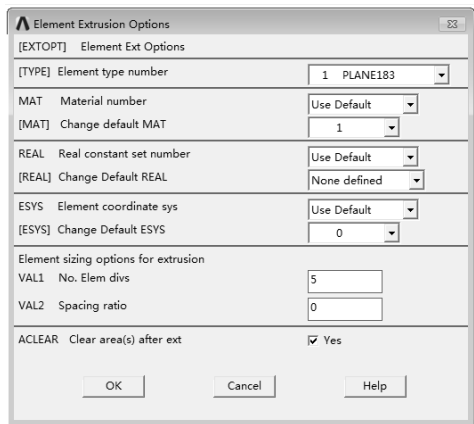 Element Extrusion Options
[EXTOPT] Element Ext Options
[TYPE] Element type number 1 PLANE183
MAT Material number Use Default
[MAT] Change default MAT 1
REAL Real constant set number Use Default
[REAL] Change Default REAL None defined
ESYS Element coordinate sys Use Default
[ESYS] Change Default ESYS 0
Element sizing options for extrusion
VAL1 No. Elem divs 5
VAL2 Spacing ratio 0
ACLEAR Clear area(s) after ext Yes
OK Cancel Help